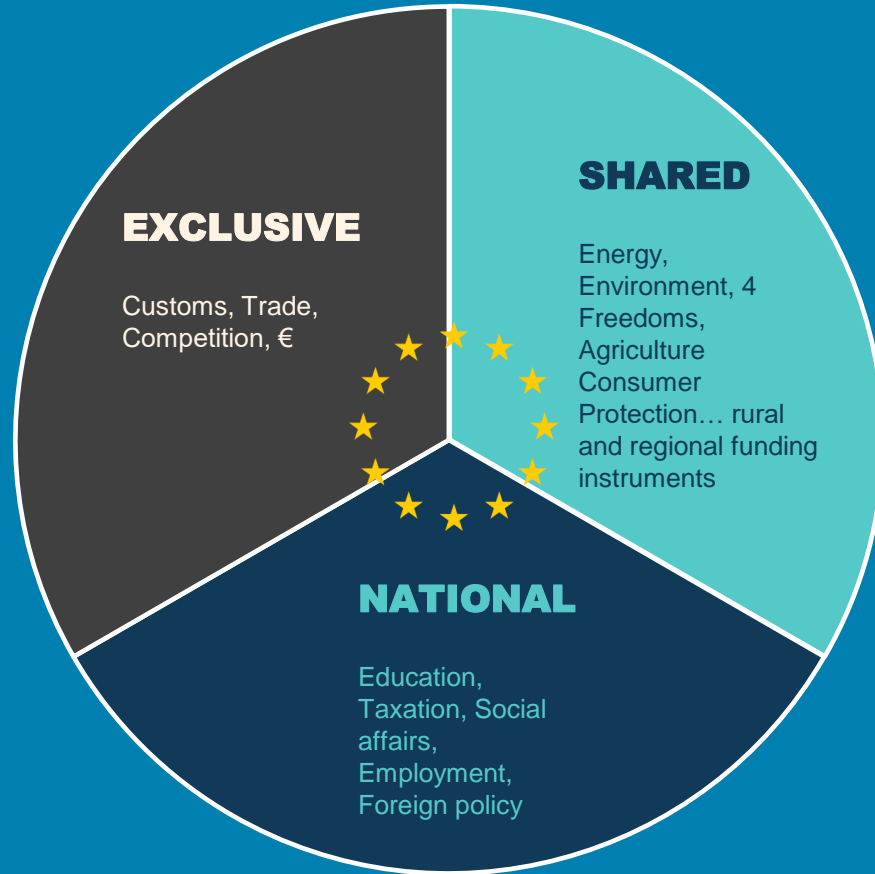 EXCLUSIVE
Customs, Trade,
Competition, €
SHARED
Energy,
Environment, 4
Freedoms,
Agriculture
Consumer
Protection… rural
and regional funding
instruments
NATIONAL
Education,
Taxation, Social
affairs,
Employment,
Foreign policy